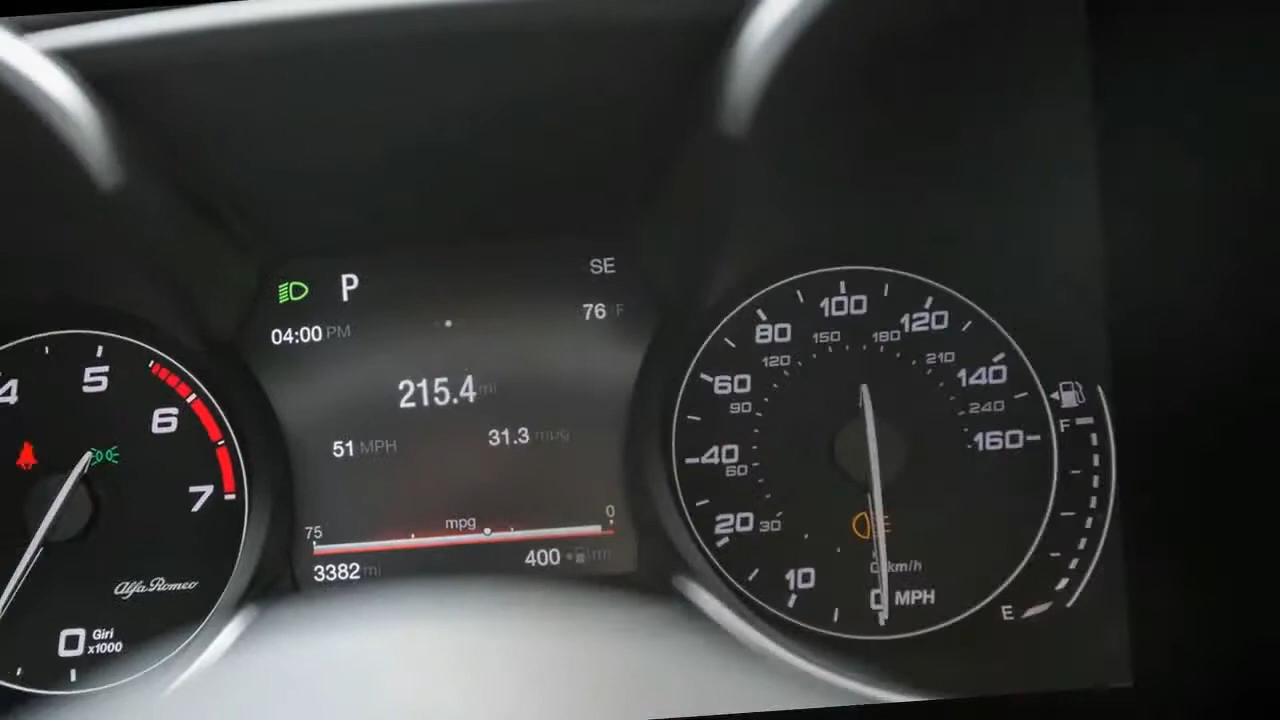 SE
P
76 F
04:00 PM
215.4 mi
51 MPH
31.3 mpg
75
mpg
0
3382 mi
400 mi
4
5
6
7
Alfa Romeo
0
Giri
x1000
10
20
40
60
80
100
120
140
160
30
60
90
120
150
180
210
240
0 km/h
0 MPH
F
E